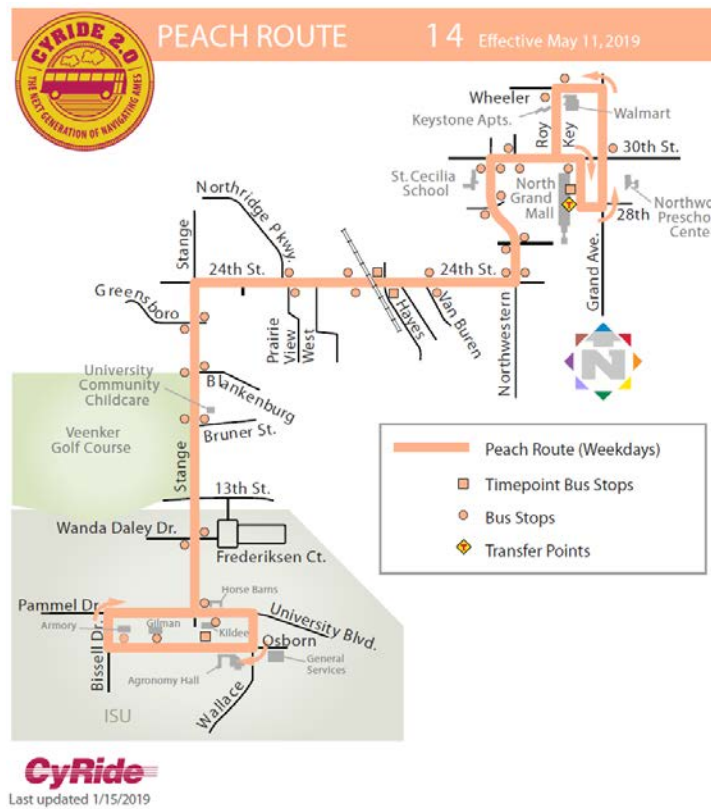 CYRIDE 2.0
THE NEXT GENERATION OF NAVIGATING AMES
PEACH ROUTE 14 Effective May 11, 2019
Wheeler
Keystone Apts.
Roy
Key
Walmart
30th St.
St. Cecilia
School
North
Grand
Mall
T
28th
Northwo
Preschoo
Center
Grand Ave.
Northridge Pkwy.
Stange
24th St.
24th St.
Greensboro
Prairie
View
West
Hayes
Van Buren
Northwestern
N
University
Community
Childcare
Blankenburg
Veenker
Golf Course
Bruner St.
Stange
13th St.
Wanda Daley Dr.
Frederiksen Ct.
Peach Route (Weekdays)
Timepoint Bus Stops
Bus Stops
T
Transfer Points
Pammel Dr.
Horse Barns
University Blvd.
Armory
Gilman
Kildee
Osborn
Bissell Dr.
Agronomy Hall
General
Services
Wallace
ISU
CyRide
Last updated 1/15/2019